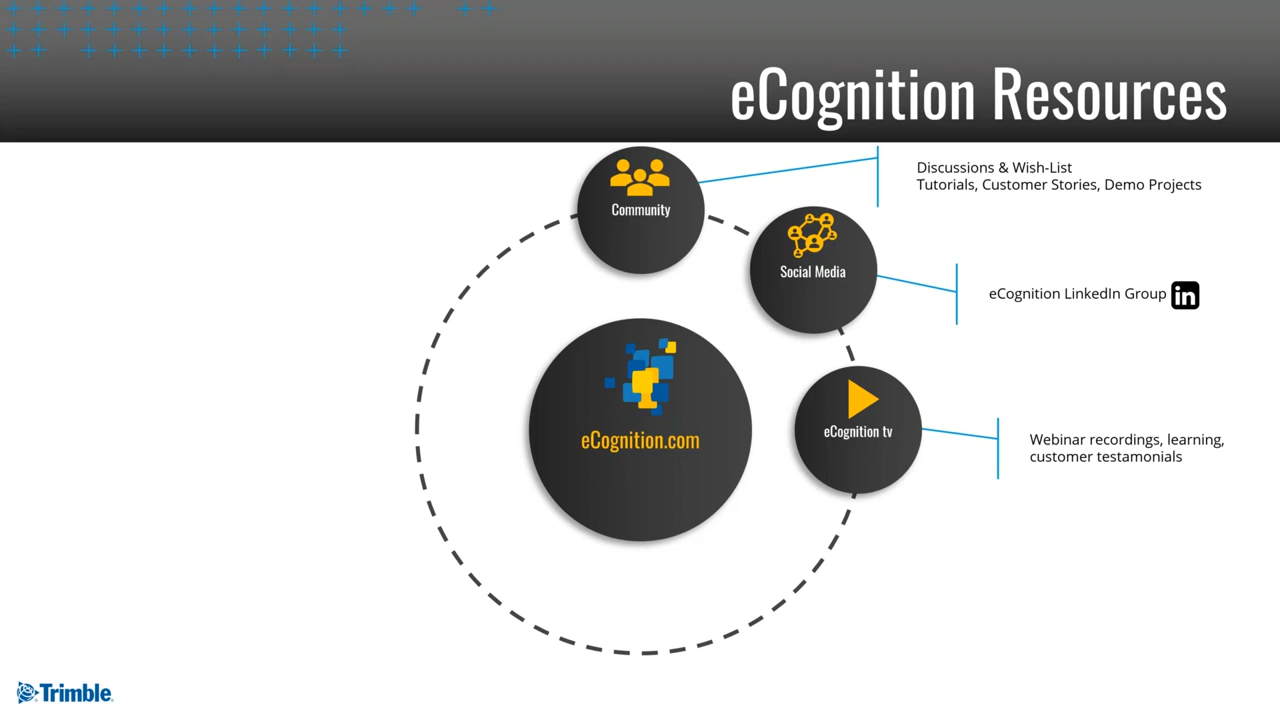 eCognition Resources
Community
Discussions & Wish-List
Tutorials, Customer Stories, Demo Projects
Social Media
eCognition LinkedIn Group in
eCognition.com
eCognition tv
Webinar recordings, learning,
customer testamonials
Trimble